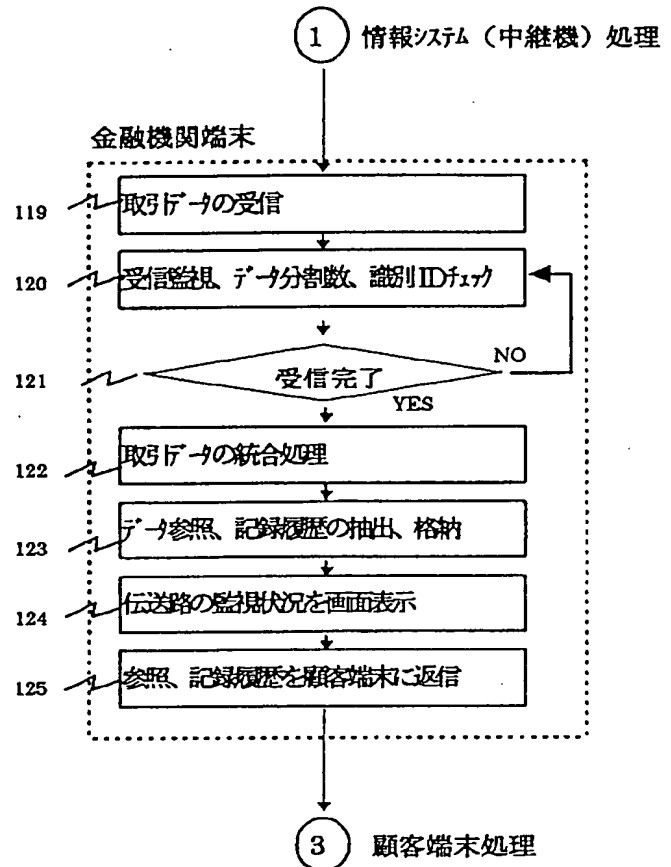 1 情報システム（中継機）処理
金融機関端末
119 取引データの受信
120 受信監視、データ分割数、識別IDチェック
NO
121 受信完了
YES
122 取引データの統合処理
123 データ参照、記録履歴の抽出、格納
124 伝送路の監視状況を画面表示
125 参照、記録履歴を顧客端末に返信
3 顧客端末処理